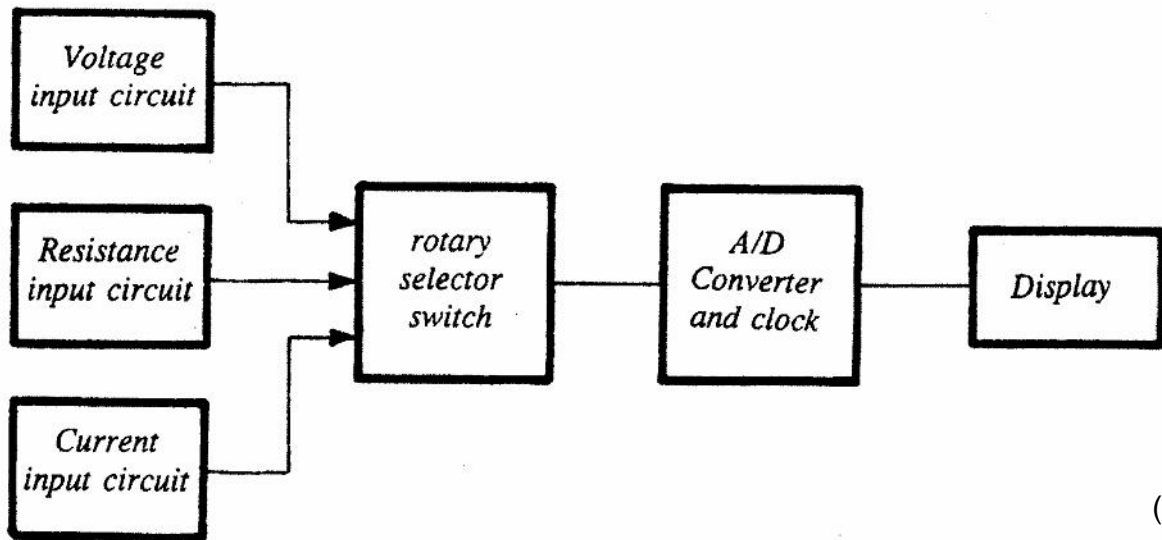 Voltage
input circuit
Resistance
input circuit
Current
input circuit
rotary
selector
switch
A/D
Converter
and clock
Display
(